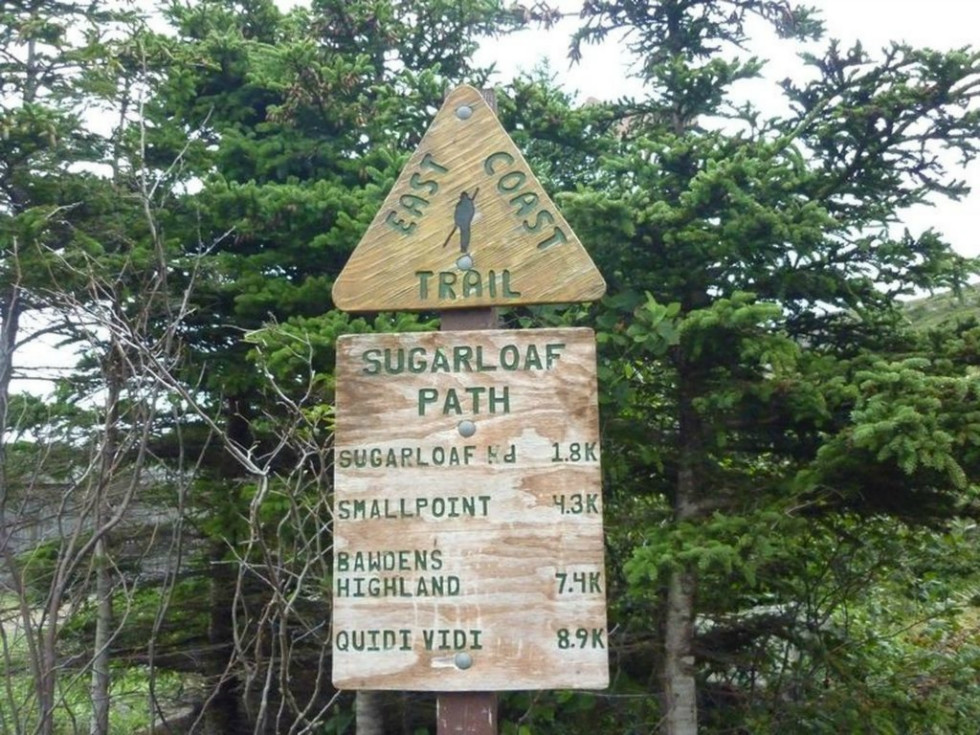 EAST COAST
TRAIL
SUGARLOAF
PATH
SUGARLOAF Rd 1.8K
SMALLPOINT 4.3K
BAWDENS
HIGHLAND 7.4K
QUIDI VIDI 8.9K